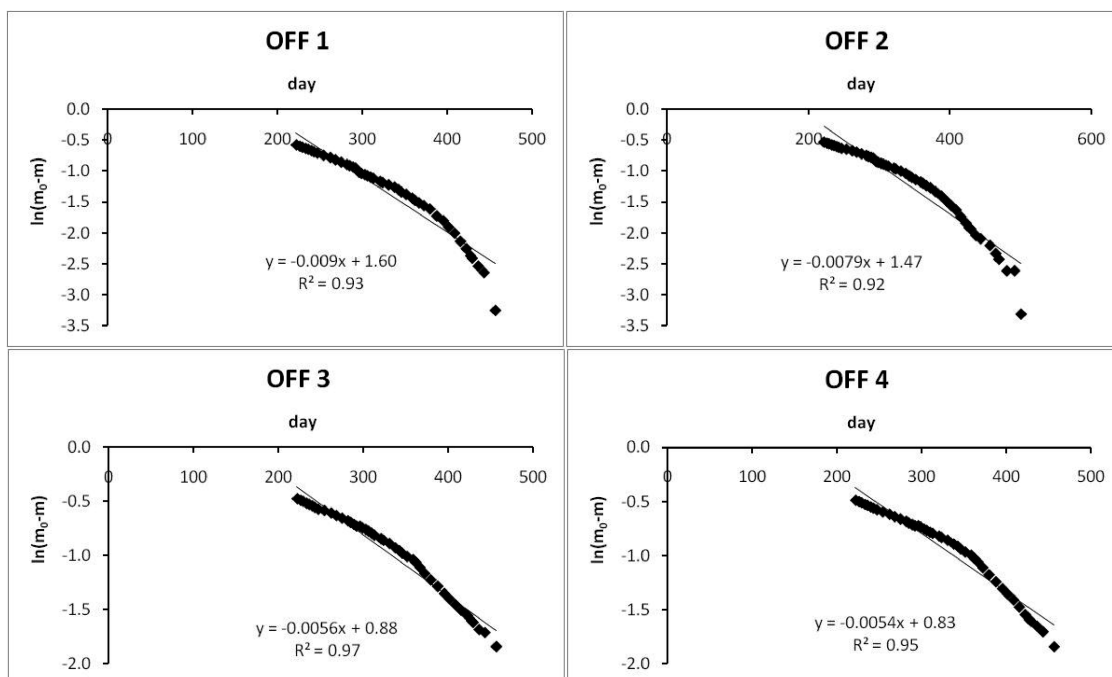 OFF 1
day
0.0
0 100 200 300 400 500
-0.5
-1.0
-1.5
-2.0
-2.5
-3.0
-3.5
ln(m₀-m)
y = -0.009x + 1.60
R² = 0.93
OFF 2
day
0.0
0 200 400 600
-0.5
-1.0
-1.5
-2.0
-2.5
-3.0
-3.5
ln(m₀-m)
y = -0.0079x + 1.47
R² = 0.92
OFF 3
day
0.0
0 100 200 300 400 500
-0.5
-1.0
-1.5
-2.0
ln(m₀-m)
y = -0.0056x + 0.88
R² = 0.97
OFF 4
day
0.0
0 100 200 300 400 500
-0.5
-1.0
-1.5
-2.0
ln(m₀-m)
y = -0.0054x + 0.83
R² = 0.95